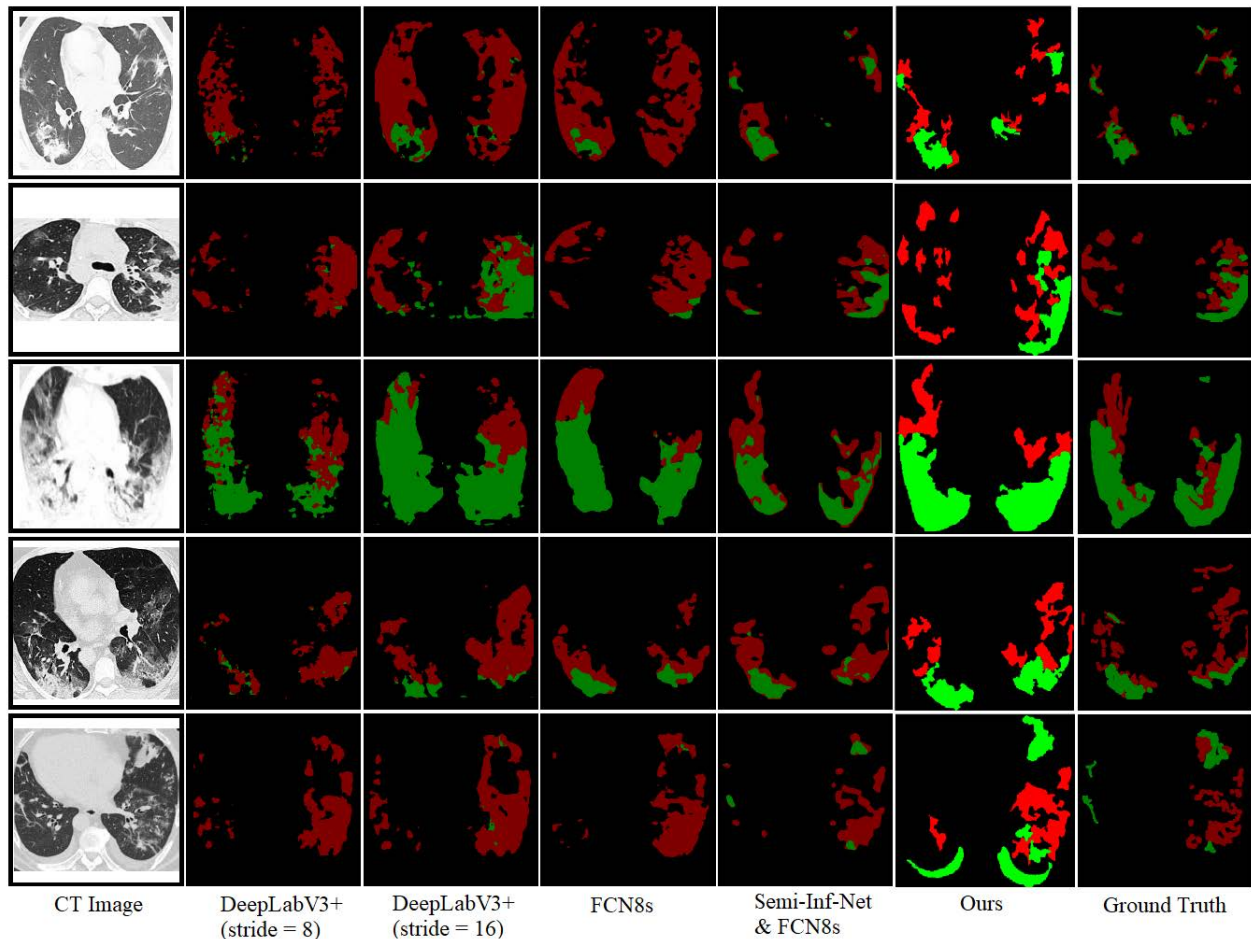 CT Image
DeepLabV3+
(stride = 8)
DeepLabV3+
(stride = 16)
FCN8s
Semi-Inf-Net
& FCN8s
Ours
Ground Truth